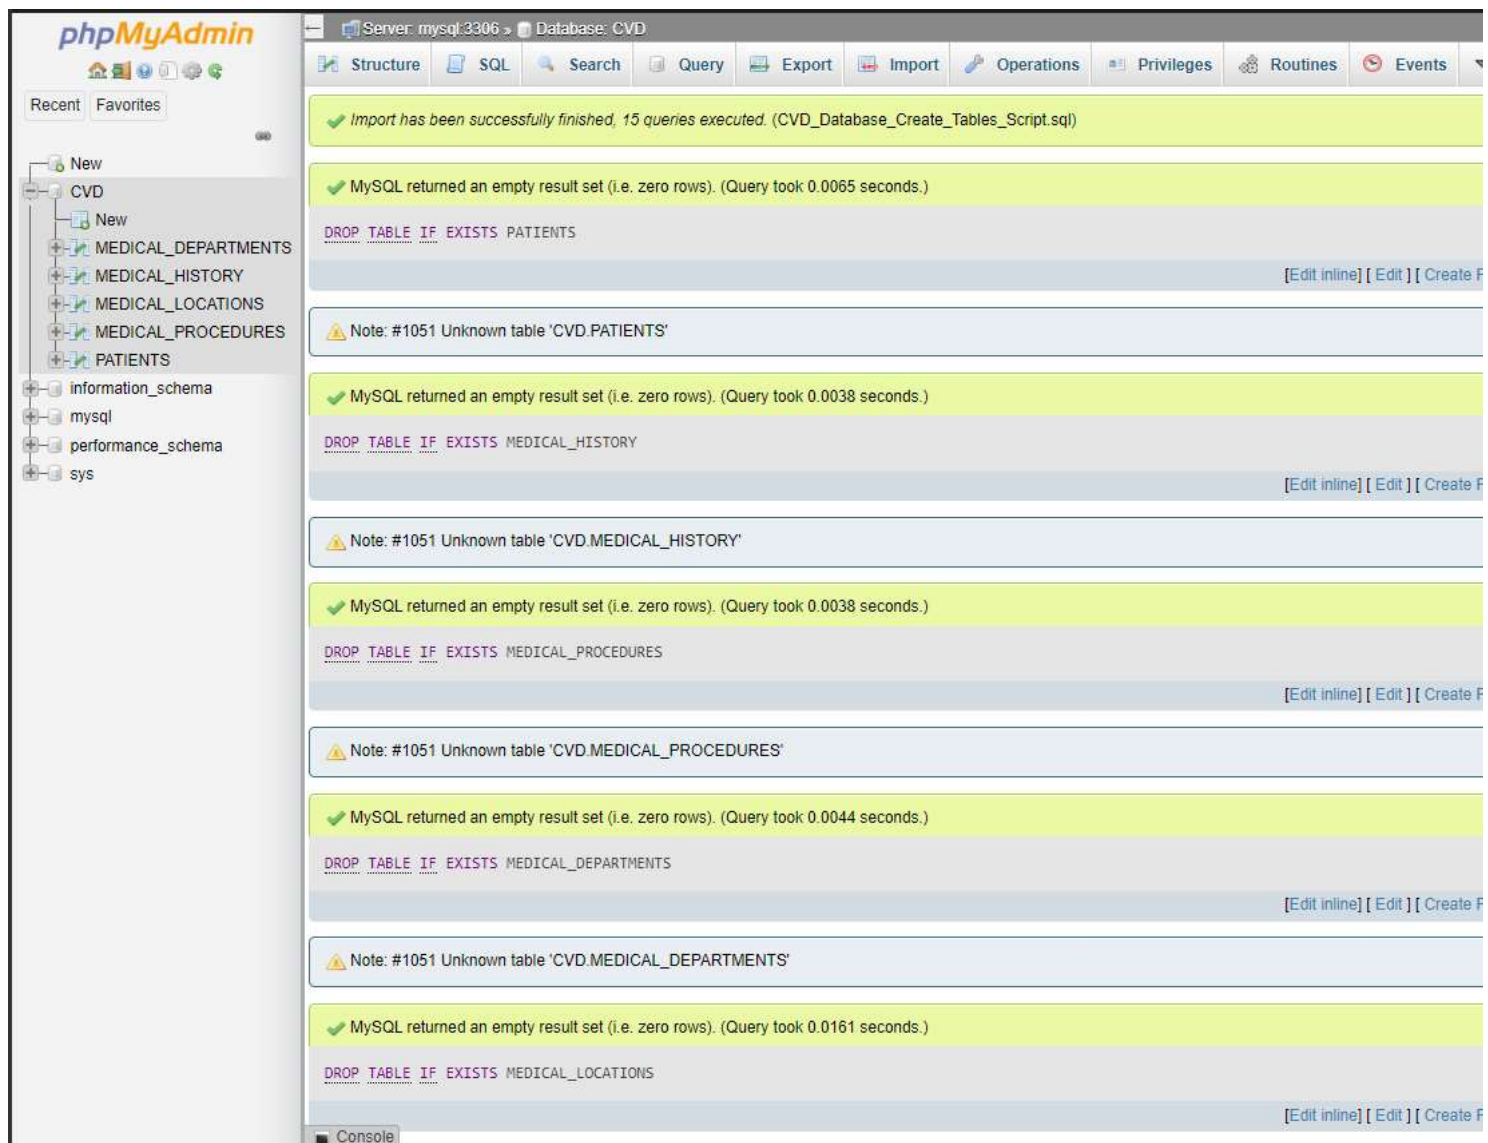 phpMyAdmin
Recent Favorites
New
CVD
New
MEDICAL_DEPARTMENTS
MEDICAL_HISTORY
MEDICAL_LOCATIONS
MEDICAL_PROCEDURES
PATIENTS
information_schema
mysql
performance_schema
sys
Server: mysql:3306 » Database: CVD
Structure SQL Search Query Export Import Operations Privileges Routines Events
Import has been successfully finished, 15 queries executed. (CVD_Database_Create_Tables_Script.sql)
MySQL returned an empty result set (i.e. zero rows). (Query took 0.0065 seconds.)
DROP TABLE IF EXISTS PATIENTS
[Edit inline] [ Edit ] [ Create
Note: #1051 Unknown table 'CVD.PATIENTS'
MySQL returned an empty result set (i.e. zero rows). (Query took 0.0038 seconds.)
DROP TABLE IF EXISTS MEDICAL_HISTORY
[Edit inline] [ Edit ] [ Create
Note: #1051 Unknown table 'CVD.MEDICAL_HISTORY'
MySQL returned an empty result set (i.e. zero rows). (Query took 0.0038 seconds.)
DROP TABLE IF EXISTS MEDICAL_PROCEDURES
[Edit inline] [ Edit ] [ Create
Note: #1051 Unknown table 'CVD.MEDICAL_PROCEDURES'
MySQL returned an empty result set (i.e. zero rows). (Query took 0.0044 seconds.)
DROP TABLE IF EXISTS MEDICAL_DEPARTMENTS
[Edit inline] [ Edit ] [ Create
Note: #1051 Unknown table 'CVD.MEDICAL_DEPARTMENTS'
MySQL returned an empty result set (i.e. zero rows). (Query took 0.0161 seconds.)
DROP TABLE IF EXISTS MEDICAL_LOCATIONS
[Edit inline] [ Edit ] [ Create
Console